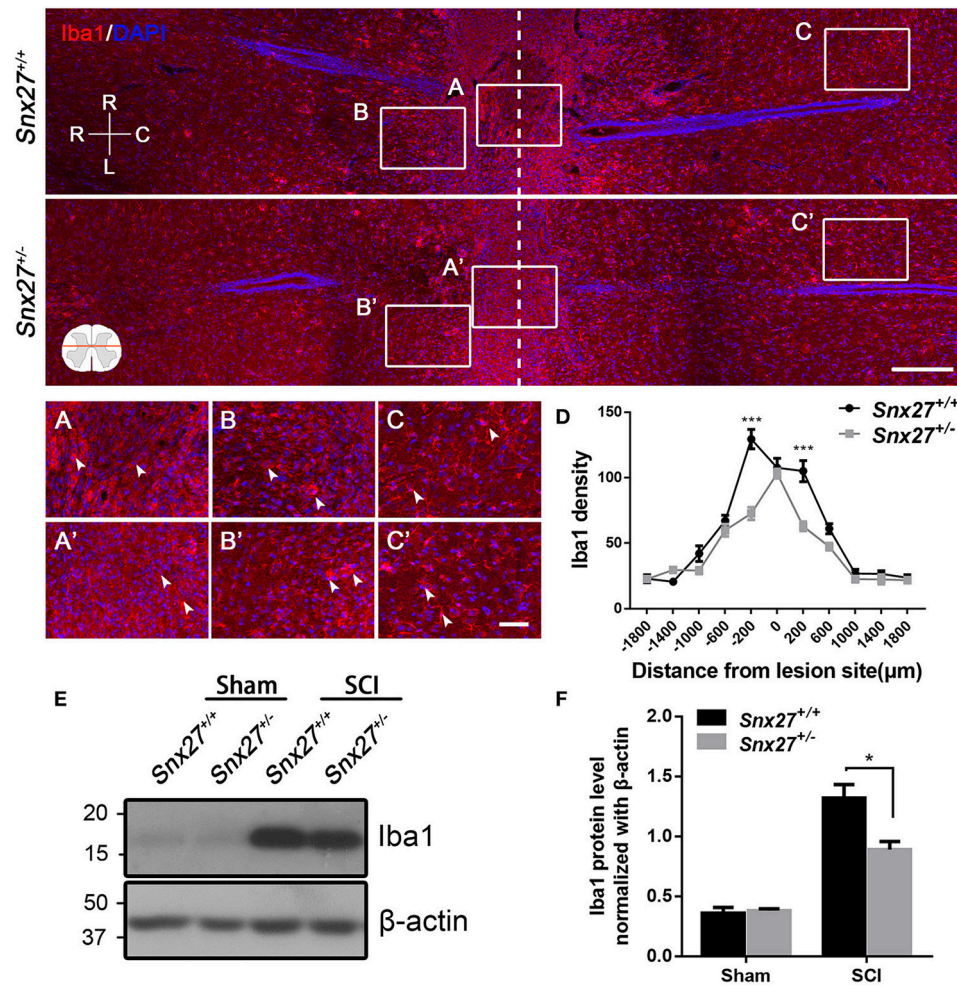 Iba1/DAPI
Snx27+/+
A
B
C
R
R C
L
Snx27+/-
A'
B'
C'
A
B
C
A'
B'
C'
D
Snx27+/+
Snx27+/-
Iba1 density
150
100
50
0
***
***
-1800 -1400 -1000 -600 -200 0 200 600 1000 1400 1800
Distance from lesion site(μm)
E
Sham SCI
Snx27+/+ Snx27+/- Snx27+/+ Snx27+/-
20
15
Iba1
50
37
β-actin
F
Snx27+/+
Snx27+/-
Iba1 protein level
normalized with β-actin
2.0
1.5
1.0
0.5
0.0
*
Sham SCI